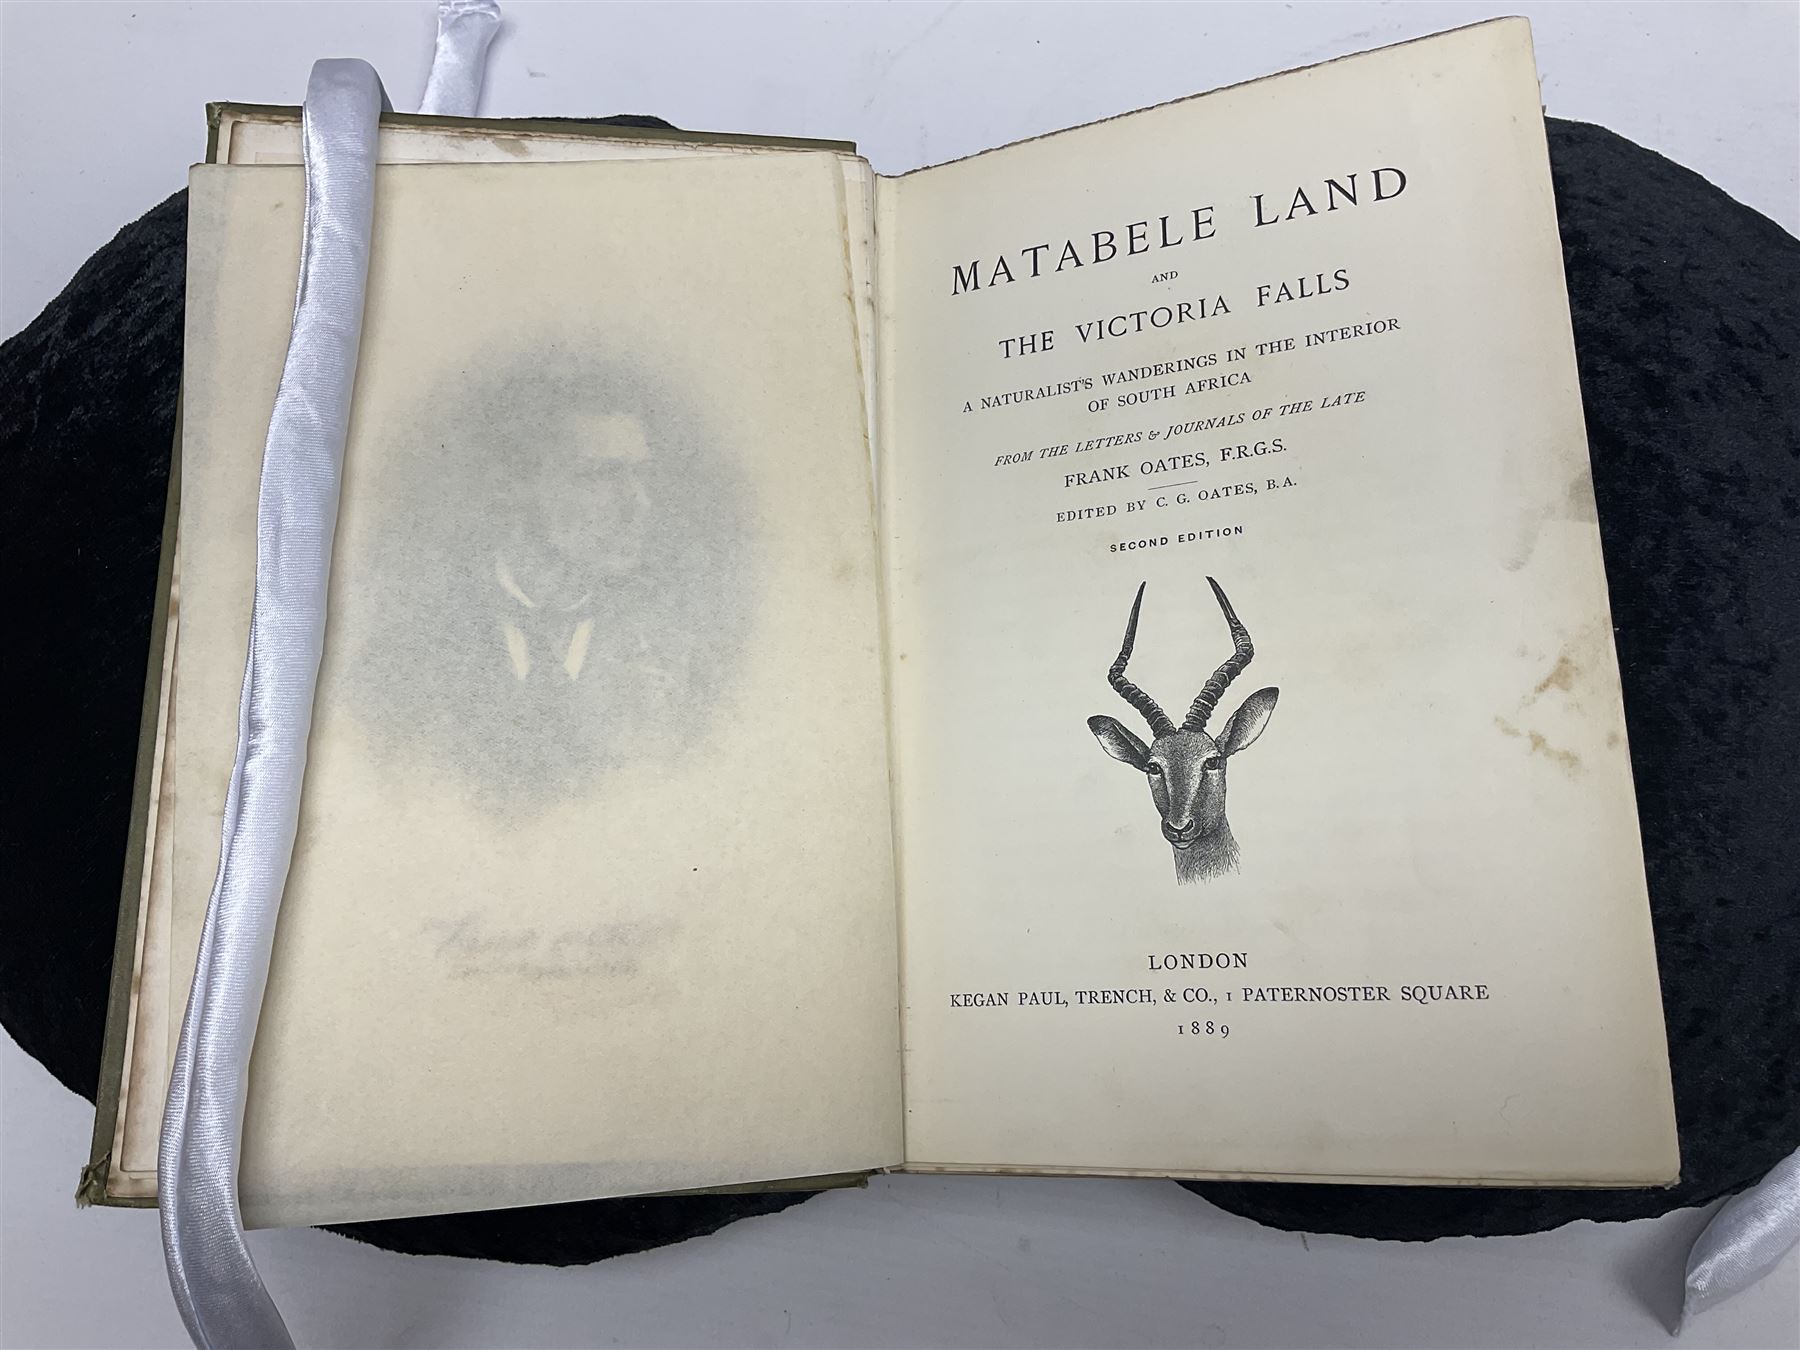 MATABELE LAND
AND
THE VICTORIA FALLS
A NATURALIST'S WANDERINGS IN THE INTERIOR
OF SOUTH AFRICA
FROM THE LETTERS & JOURNALS OF THE LATE
FRANK OATES, F.R.G.S.
EDITED BY C. G. OATES, B.A.
SECOND EDITION
LONDON
KEGAN PAUL, TRENCH, & CO., 1 PATERNOSTER SQUARE
1889